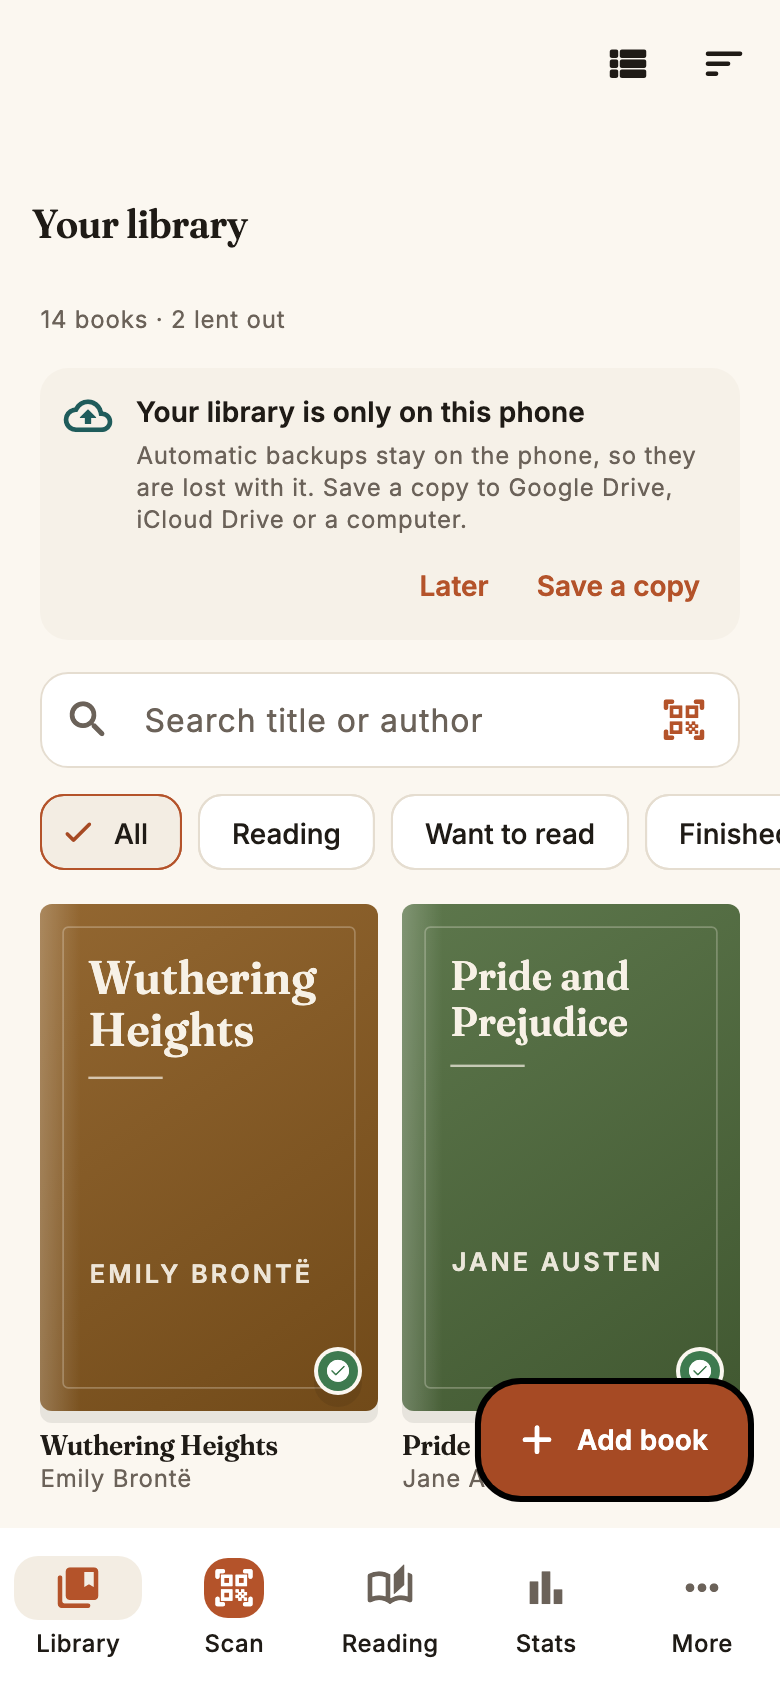 Your library
14 books · 2 lent out
Your library is only on this phone
Automatic backups stay on the phone, so they
are lost with it. Save a copy to Google Drive,
iCloud Drive or a computer.
Later
Save a copy
Search title or author
All
Reading
Want to read
Finished
Wuthering
Heights
EMILY BRONTË
Pride and
Prejudice
JANE AUSTEN
Wuthering Heights
Emily Brontë
Pride
Jane
Add book
Library
Scan
Reading
Stats
More